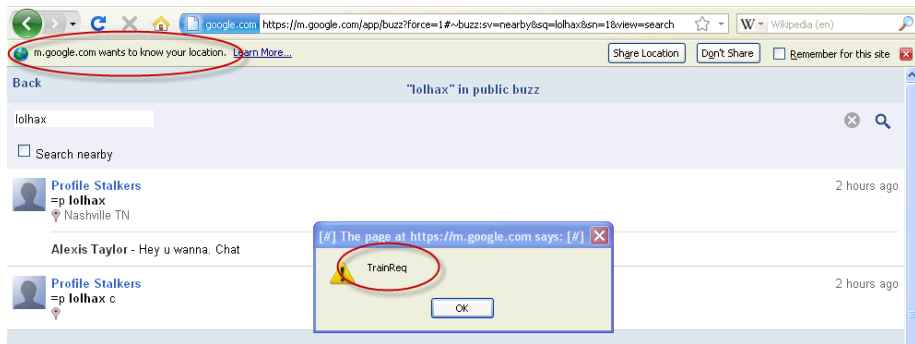 google.com https://m.google.com/app/buzz?force=1#~buzz:sv=nearby&sq=lolhax&sn=1&view=search W Wikipedia (en)
m.google.com wants to know your location. Learn More... Share Location Don't Share Remember for this site
Back
"lolhax" in public buzz
lolhax
Search nearby
Profile Stalkers 2 hours ago
=p lolhax
Nashville TN
Alexis Taylor - Hey u wanna. Chat
[#] The page at https://m.google.com says: [#]
TrainReq
OK
Profile Stalkers 2 hours ago
=p lolhax c